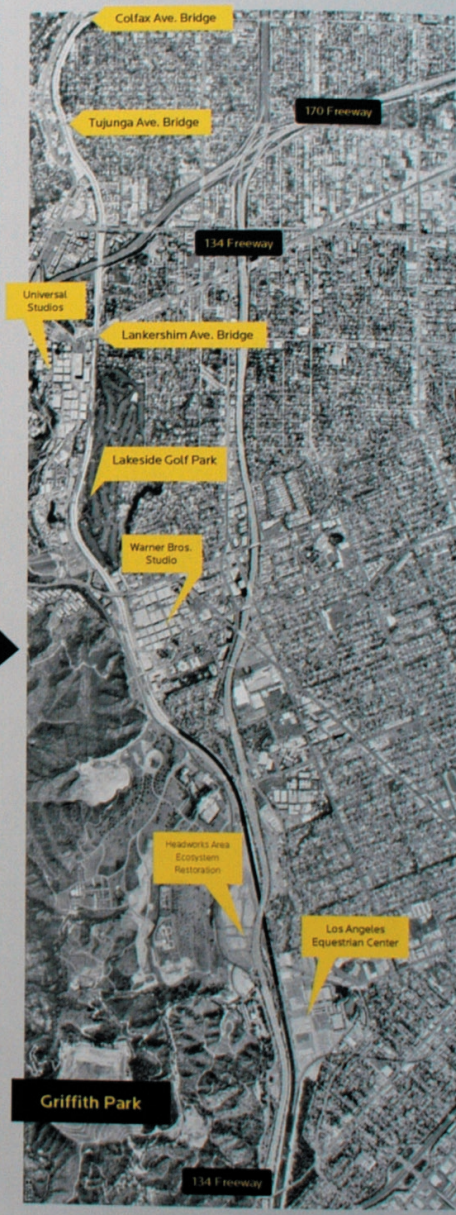 Colfax Ave. Bridge
170 Freeway
Tujunga Ave. Bridge
134 Freeway
Universal
Studios
Lankershim Ave. Bridge
Lakeside Golf Park
Warner Bros.
Studio
Headworks Area
Ecosystem
Restoration
Los Angeles
Equestrian Center
Griffith Park
134 Freeway